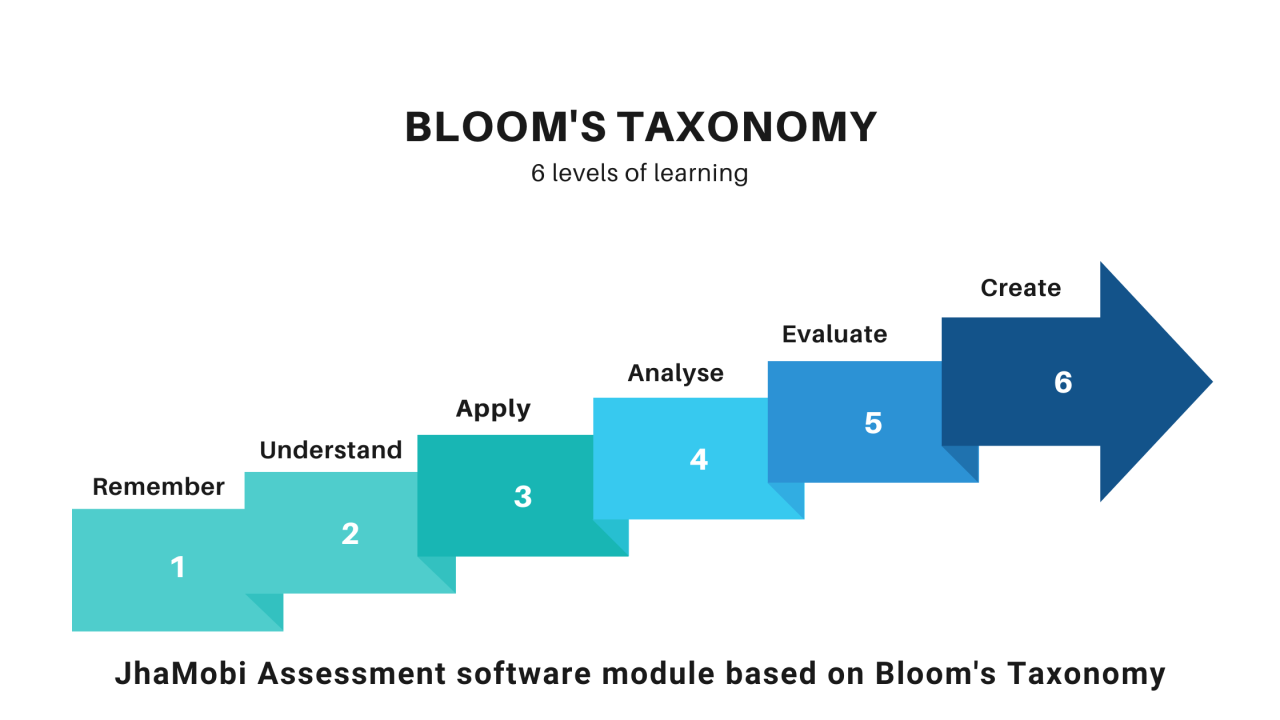 BLOOM'S TAXONOMY
6 levels of learning
Remember
1
Understand
2
Apply
3
Analyse
4
Evaluate
5
Create
6
JhaMobi Assessment software module based on Bloom's Taxonomy